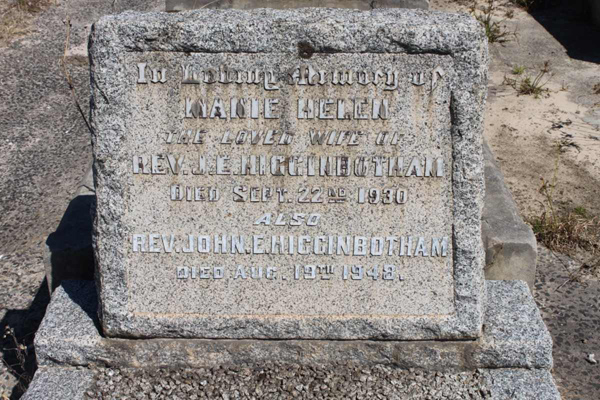 In Loving Memory of
NANIE HELEN
THE LOVED WIFE OF
REV. J. E. HIGGINBOTHAM
DIED SEPT. 22ND 1930
ALSO
REV. JOHN. E. HIGGINBOTHAM
DIED AUG. 19TH 1948.